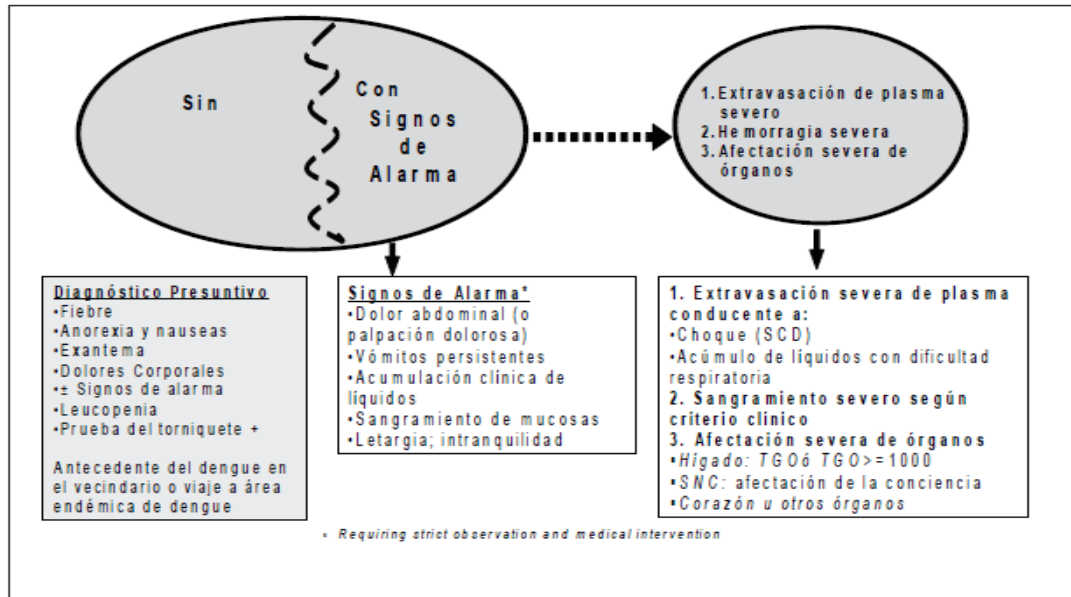 Sin
Con
Signos
de
Alarma
1.Extravasación de plasma
severo
2.Hemorragia severa
3.Afectación severa de
órganos
Diagnóstico Presuntivo
•Fiebre
•Anorexia y nauseas
•Exantema
•Dolores Corporales
•± Signos de alarma
•Leucopenia
•Prueba del torniquete +
Antecedente del dengue en
el vecindario o viaje a área
endémica de dengue
Signos de Alarma*
•Dolor abdominal (o
palpación dolorosa)
•Vómitos persistentes
•Acumulación clínica de
líquidos
•Sangramiento de mucosas
•Letargia; intranquilidad
1. Extravasación severa de plasma
conducente a:
•Choque (SCD)
•Acúmulo de líquidos con dificultad
respiratoria
2. Sangramiento severo según
criterio clínico
3. Afectación severa de órganos
▪Hígado: TGOó TGO>=1000
▪SNC: afectación de la conciencia
▪Corazón u otros órganos
* Requiring strict observation and medical intervention